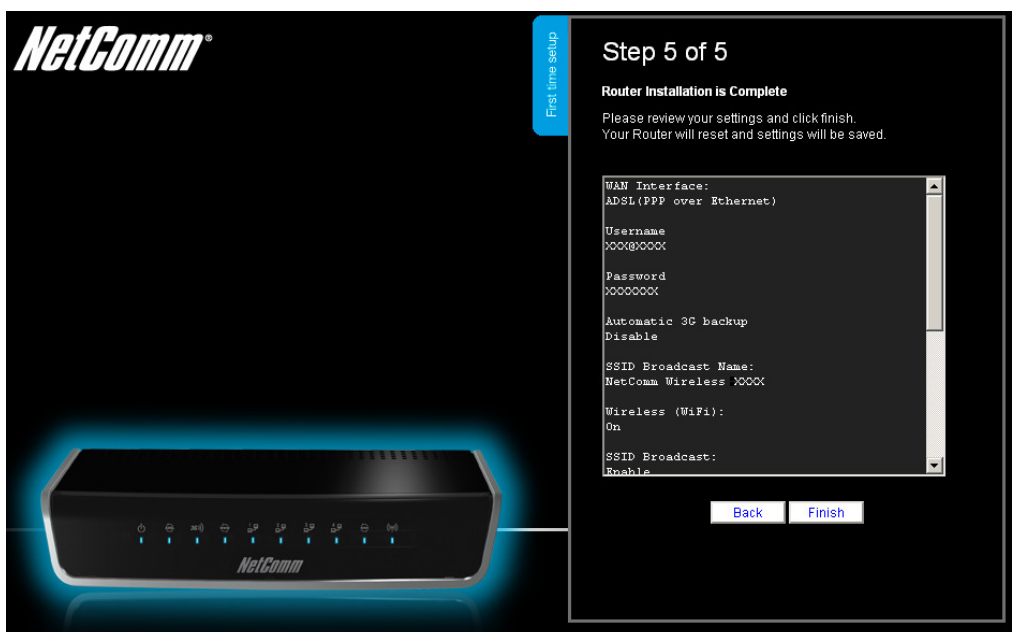 NetComm®
First time setup
Step 5 of 5
Router Installation is Complete
Please review your settings and click finish.
Your Router will reset and settings will be saved.
WAN Interface:
ADSL(PPP over Ethernet)
Username
XXX@XXXX
Password
XXXXXXX
Automatic 3G backup
Disable
SSID Broadcast Name:
NetComm Wireless XXXX
Wireless (WiFi):
On
SSID Broadcast:
Enable
Back
Finish
NetComm